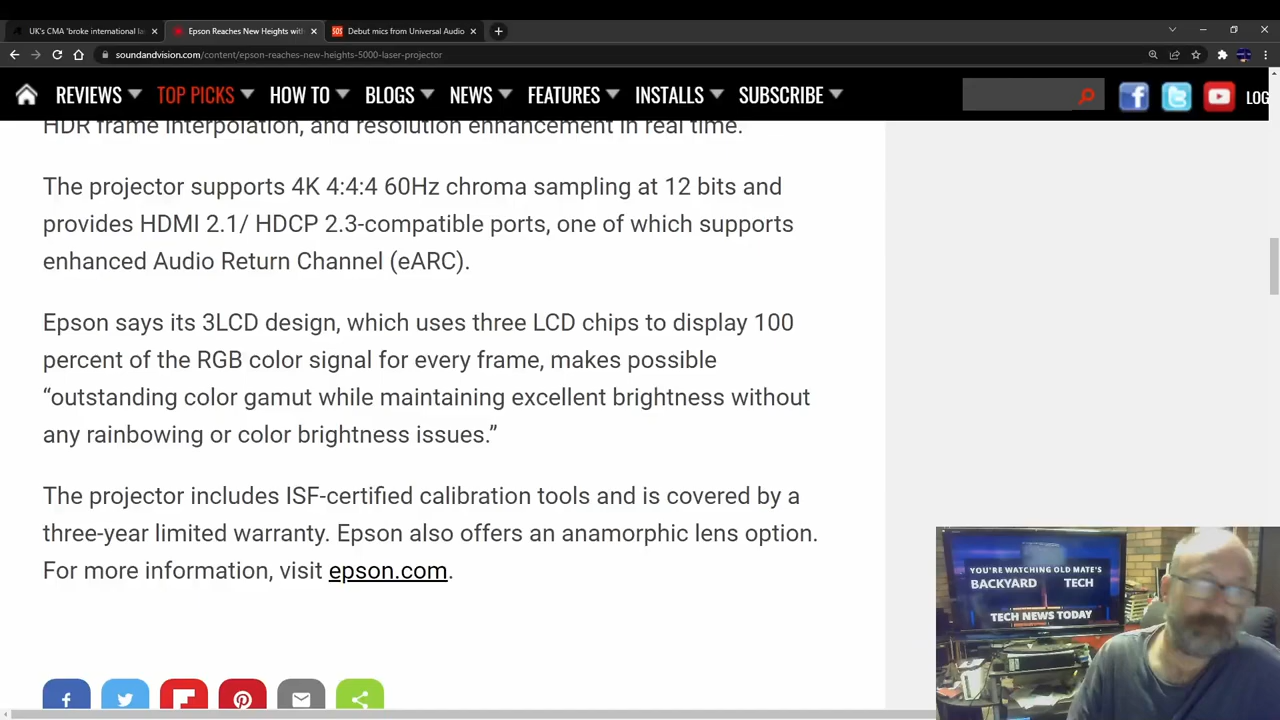 UK's CMA 'broke international la
Epson Reaches New Heights with
Debut mics from Universal Audio
soundandvision.com/content/epson-reaches-new-heights-5000-laser-projector
REVIEWS TOP PICKS HOW TO BLOGS NEWS FEATURES INSTALLS SUBSCRIBE LOG
HDR frame interpolation, and resolution enhancement in real time.
The projector supports 4K 4:4:4 60Hz chroma sampling at 12 bits and
provides HDMI 2.1/ HDCP 2.3-compatible ports, one of which supports
enhanced Audio Return Channel (eARC).
Epson says its 3LCD design, which uses three LCD chips to display 100
percent of the RGB color signal for every frame, makes possible
“outstanding color gamut while maintaining excellent brightness without
any rainbowing or color brightness issues.”
The projector includes ISF-certified calibration tools and is covered by a
three-year limited warranty. Epson also offers an anamorphic lens option.
For more information, visit epson.com.
YOU'RE WATCHING OLD MATE'S
BACKYARD TECH
TECH NEWS TODAY